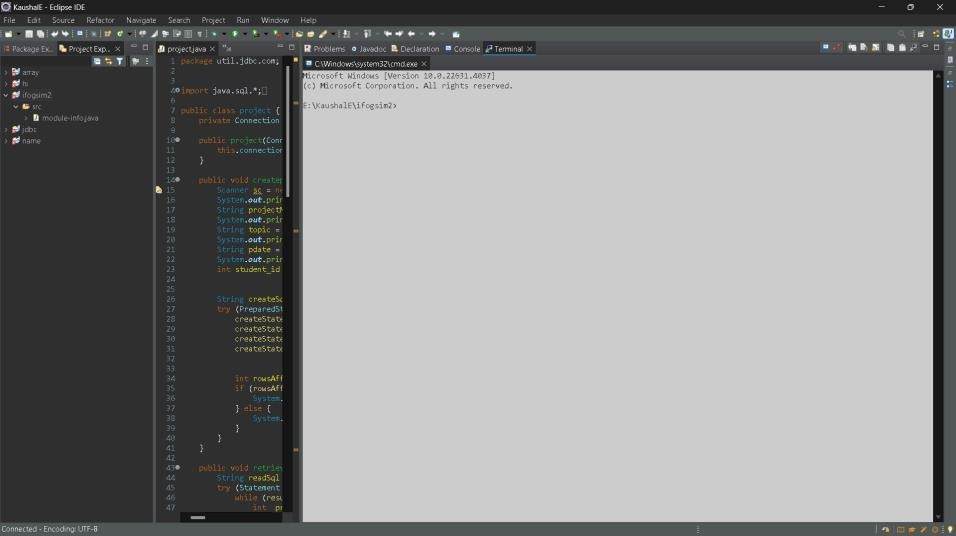 KaushalE - Eclipse IDE
File Edit Source Refactor Navigate Search Project Run Window Help
Package Ex... Project Exp... project.java Problems Javadoc Declaration Console Terminal
C:\Windows\system32\cmd.exe
array
hi
ifogsim2
src
module-info.java
jdbc
name
1 package util.jdbc.com;
2
3
4 import java.sql.*;
6
7 public class project {
8 private Connection
9
10 public project(Conn
11 this.connection
12 }
13
14 public void createp
15 Scanner sc = ne
16 System.out.prin
17 String projectN
18 System.out.prin
19 String topic =
20 System.out.prin
21 String pdate =
22 System.out.prin
23 int student_id
24
25
26 String createSq
27 try (PreparedSt
28 createState
29 createState
30 createState
31 createState
32
33
34 int rowsAff
35 if (rowsAff
36 System.
37 } else {
38 System.
39 }
40 }
41 }
42
43 public void retriev
44 String readSql
45 try (Statement
46 while (resu
47 int pr
Microsoft Windows [Version 10.0.22631.4037]
(c) Microsoft Corporation. All rights reserved.
E:\KaushalE\ifogsim2>
Connected - Encoding: UTF-8